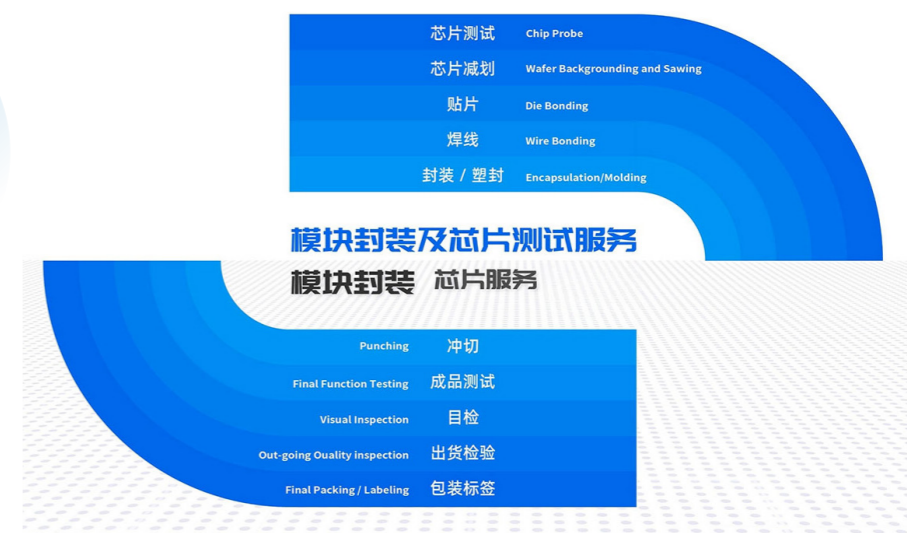 芯片测试 Chip Probe
芯片减划 Wafer Backgrounding and Sawing
贴片 Die Bonding
焊线 Wire Bonding
封装 / 塑封 Encapsulation/Molding
模块封装及芯片测试服务
模块封装 芯片服务
Punching 冲切
Final Function Testing 成品测试
Visual Inspection 目检
Out-going Ouality inspection 出货检验
Final Packing / Labeling 包装标签